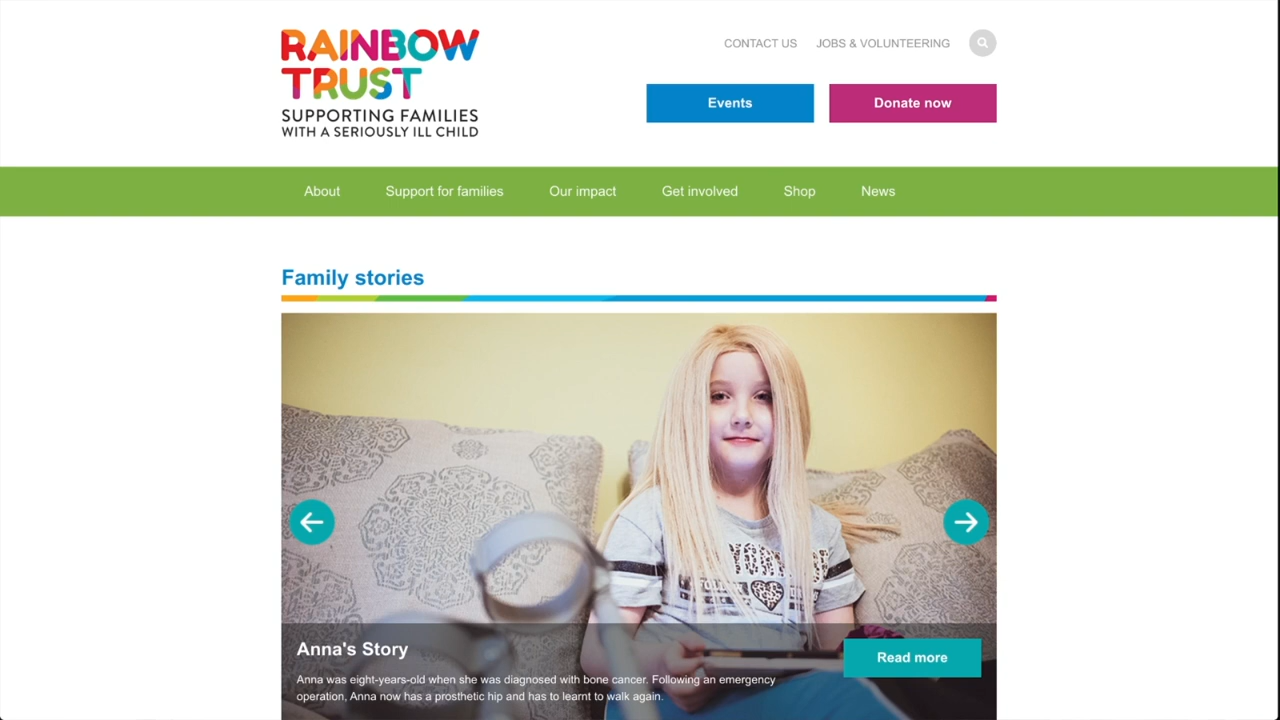 RAINBOW
TRUST
SUPPORTING FAMILIES
WITH A SERIOUSLY ILL CHILD
CONTACT US JOBS & VOLUNTEERING
Events Donate now
About Support for families Our impact Get involved Shop News
Family stories
Anna's Story
Anna was eight-years-old when she was diagnosed with bone cancer. Following an emergency
operation, Anna now has a prosthetic hip and has to learnt to walk again.
Read more